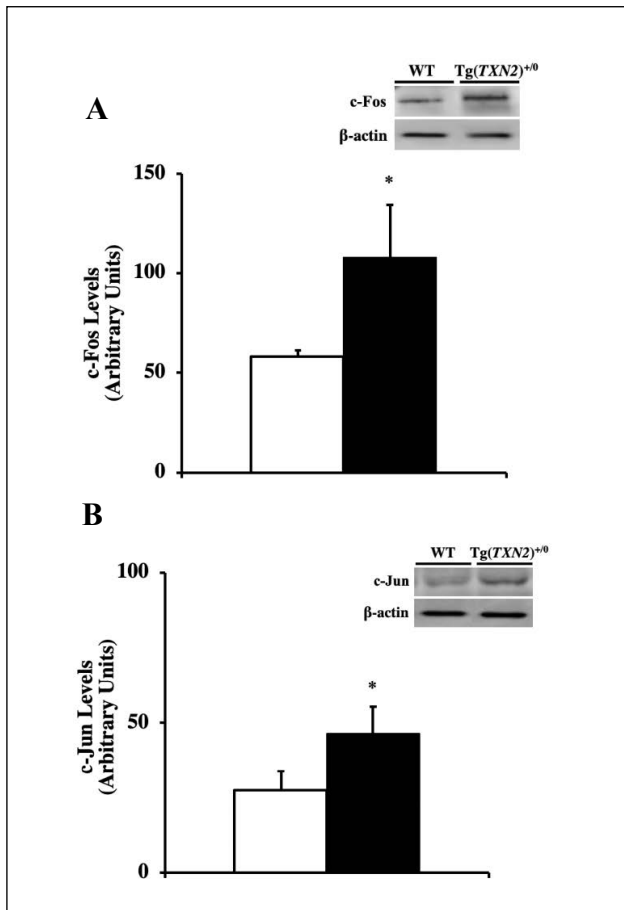 A
WT Tg(TXN2)+/0
c-Fos
β-actin
150
*
100
50
0
c-Fos Levels
(Arbitrary Units)
B
WT Tg(TXN2)+/0
c-Jun
β-actin
100
*
50
0
c-Jun Levels
(Arbitrary Units)